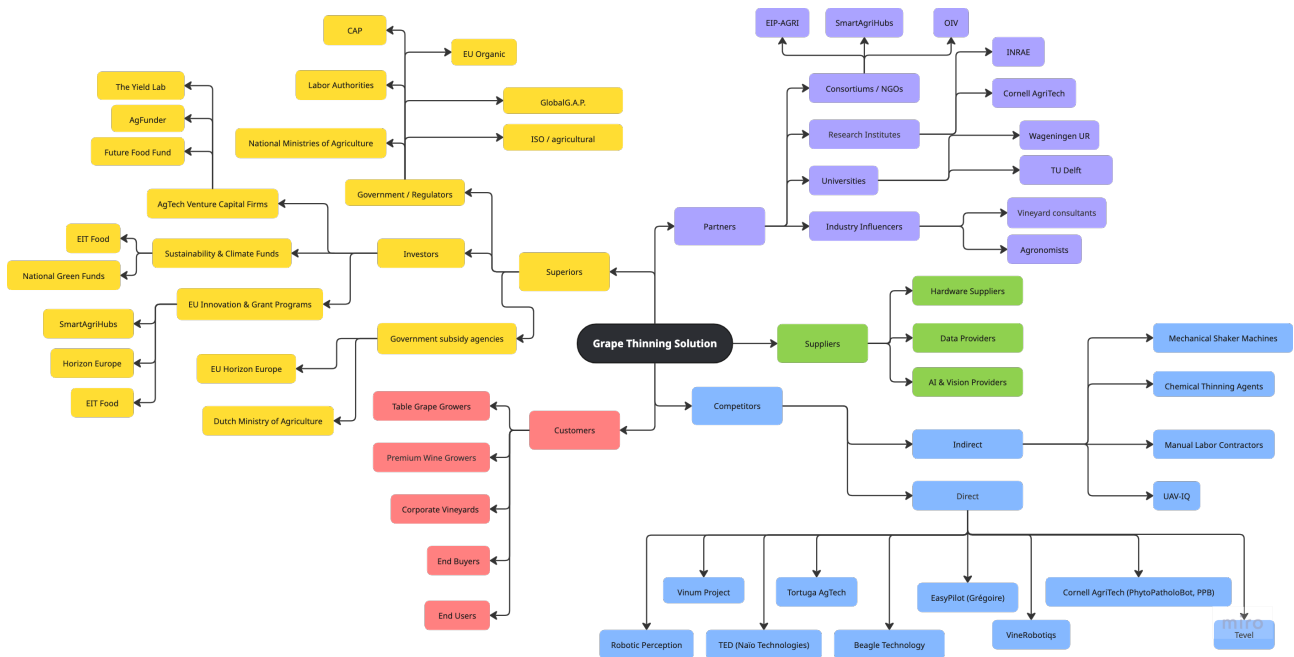 CAP
EU Organic
Labor Authorities
GlobalG.A.P.
National Ministries of Agriculture
ISO / agricultural
Government / Regulators
The Yield Lab
AgFunder
Future Food Fund
AgTech Venture Capital Firms
EIT Food
National Green Funds
Sustainability & Climate Funds
Investors
Superiors
EU Innovation & Grant Programs
SmartAgriHubs
Horizon Europe
EIT Food
Government subsidy agencies
EU Horizon Europe
Dutch Ministry of Agriculture
EIP-AGRI
SmartAgriHubs
OIV
INRAE
Consortiums / NGOs
Cornell AgriTech
Research Institutes
Wageningen UR
Universities
TU Delft
Partners
Industry Influencers
Vineyard consultants
Agronomists
Grape Thinning Solution
Suppliers
Hardware Suppliers
Data Providers
AI & Vision Providers
Customers
Table Grape Growers
Premium Wine Growers
Corporate Vineyards
End Buyers
End Users
Competitors
Indirect
Mechanical Shaker Machines
Chemical Thinning Agents
Manual Labor Contractors
UAV-IQ
Direct
Vinum Project
Tortuga AgTech
EasyPilot (Grégoire)
Cornell AgriTech (PhytoPatholoBot, PPB)
Robotic Perception
TED (Naïo Technologies)
Beagle Technology
VineRobotiqs
Tevel
miro